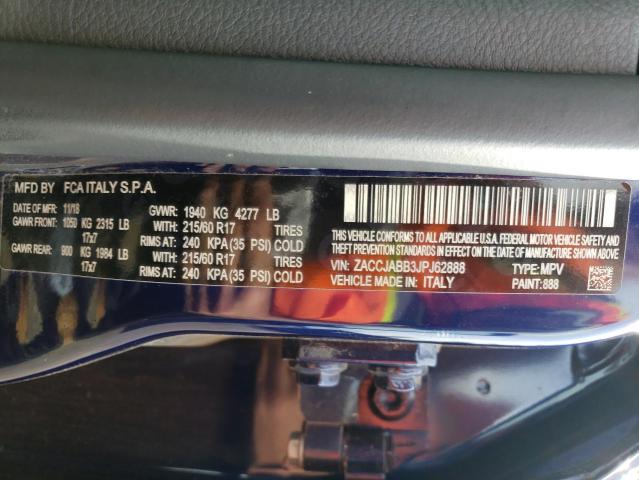 MFD BY FCA ITALY S.P.A.
DATE OF MFR: 11/18 GVWR: 1940 KG 4277 LB
GAWR FRONT: 1050 KG 2315 LB WITH: 215/60 R17 TIRES
17x7 RIMS AT: 240 KPA(35 PSI) COLD
GAWR REAR: 900 KG 1984 LB WITH: 215/60 R17 TIRES
17x7 RIMS AT: 240 KPA(35 PSI) COLD
THIS VEHICLE CONFORMS TO ALL APPLICABLE U.S.A. FEDERAL MOTOR VEHICLE SAFETY
STANDARDS IN EFFECT ON THE DATE OF MANUFACTURE SHOWN ABOVE.
VIN: ZACCJABB3JPJ62888 TYPE: MPV
VEHICLE MADE IN: ITALY PAINT: 888